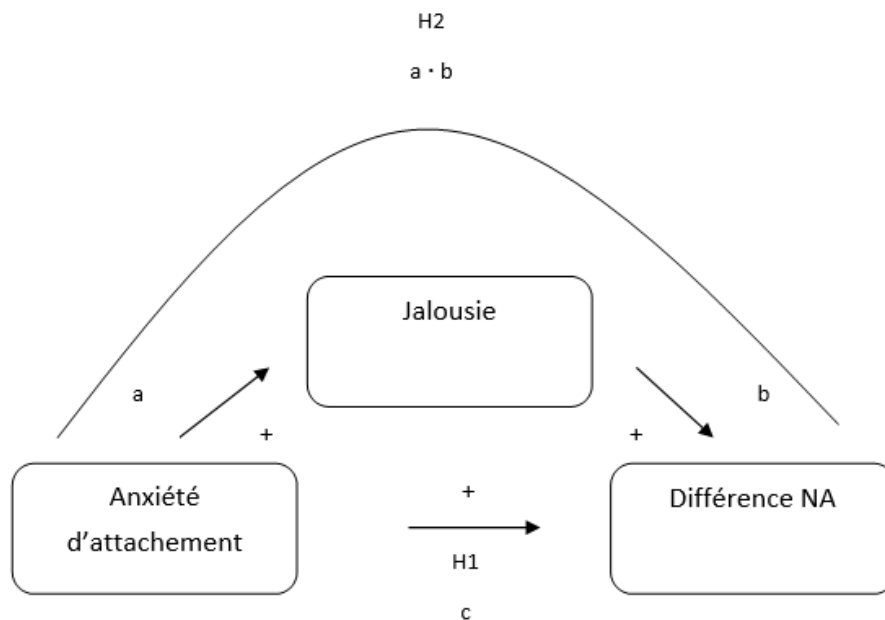 H2
a · b
Jalousie
a
b
+
+
Anxiété
d’attachement
+
H1
c
Différence NA